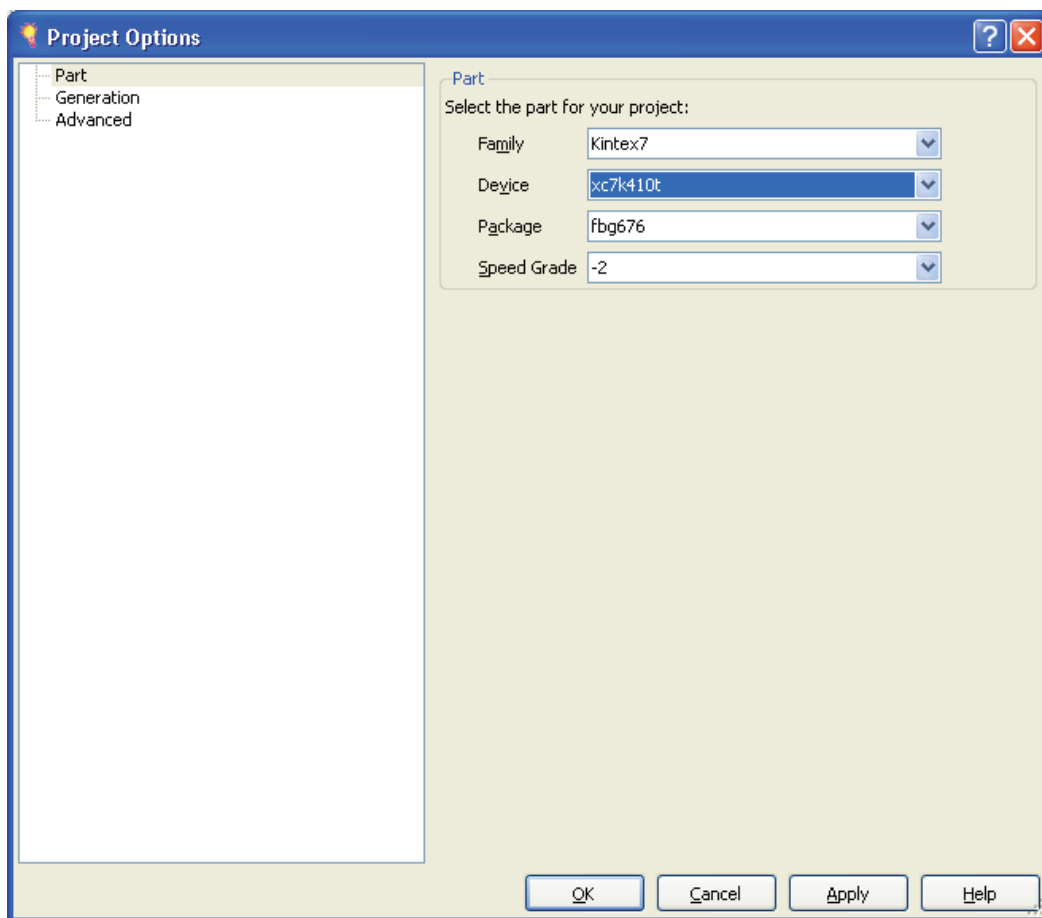 Project Options
Part
Generation
Advanced
Part
Select the part for your project:
Family Kintex7
Device xc7k410t
Package fbg676
Speed Grade -2
OK Cancel Apply Help